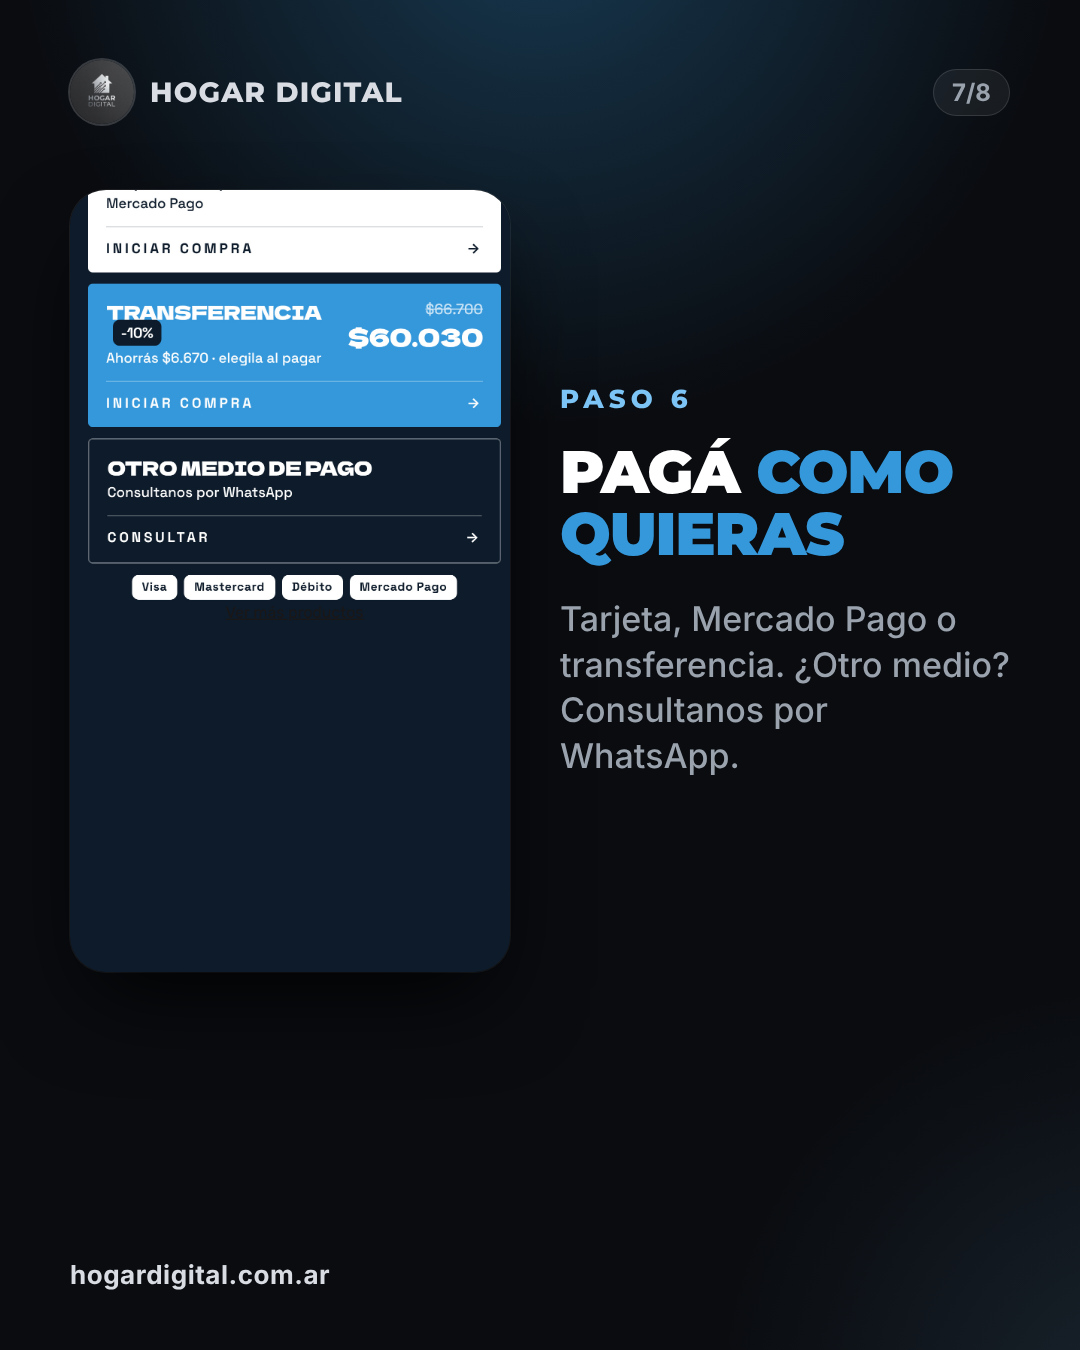 HOGAR
DIGITAL
HOGAR DIGITAL
7/8
Mercado Pago
INICIAR COMPRA →
TRANSFERENCIA
-10%
$66.700
$60.030
Ahorrás $6.670 · elegila al pagar
INICIAR COMPRA →
OTRO MEDIO DE PAGO
Consultanos por WhatsApp
CONSULTAR →
Visa Mastercard Débito Mercado Pago
PASO 6
PAGÁ COMO
QUIERAS
Tarjeta, Mercado Pago o
transferencia. ¿Otro medio?
Consultanos por
WhatsApp.
hogardigital.com.ar